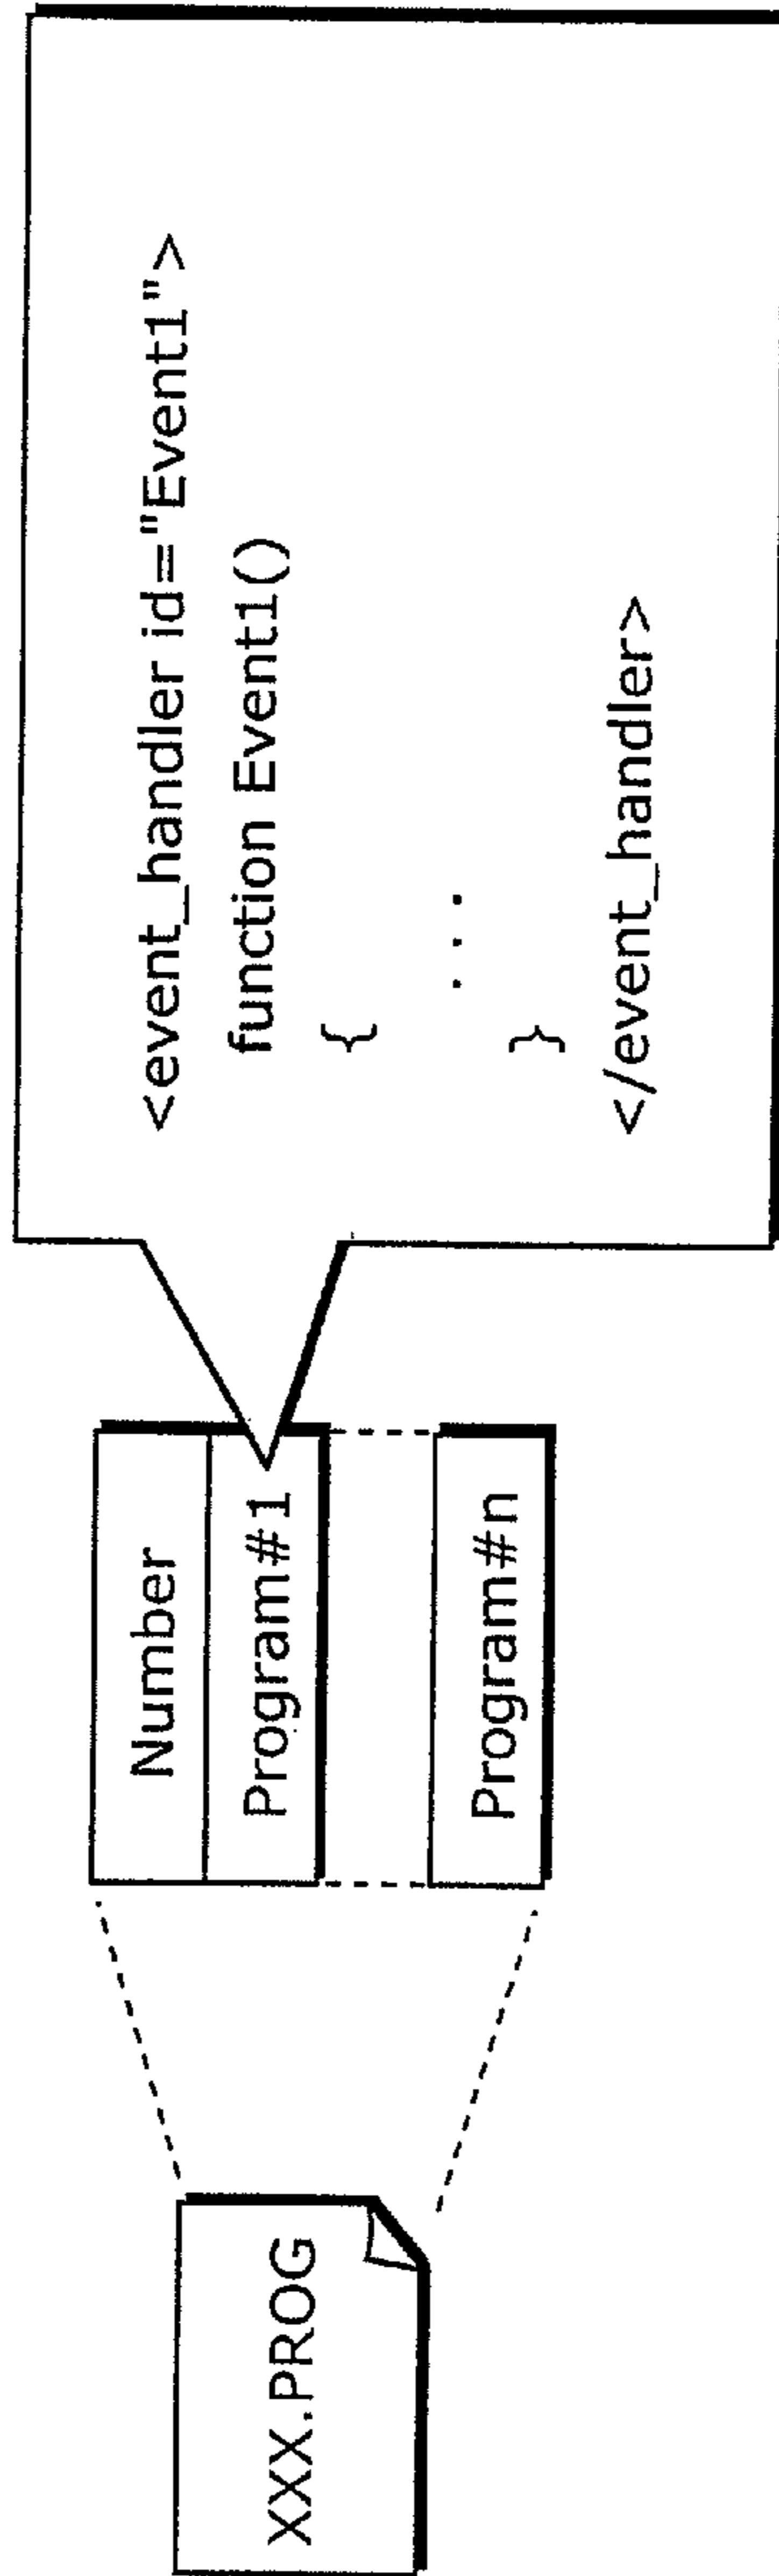 XXX.PROG
Number
Program#1
Program#n
<event_handler id="Event1">
function Event1()
{
. . .
}
</event_handler>